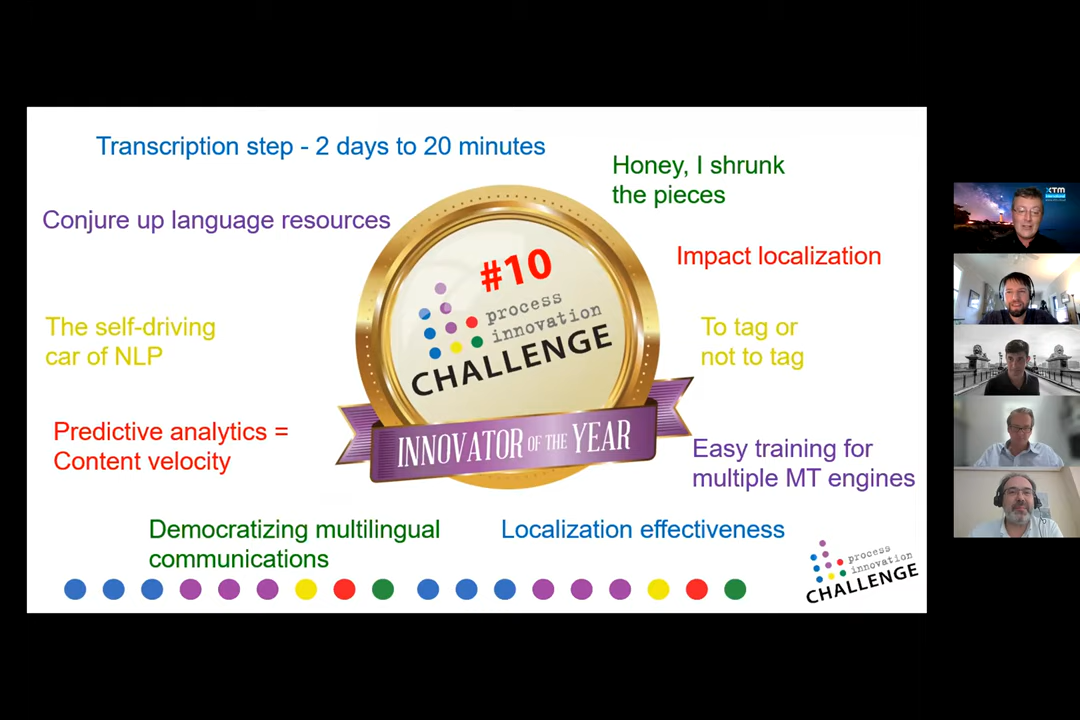 Transcription step - 2 days to 20 minutes
Honey, I shrunk
the pieces
Conjure up language resources
Impact localization
#10
process
innovation
CHALLENGE
The self-driving
car of NLP
To tag or
not to tag
INNOVATOR OF THE YEAR
Predictive analytics =
Content velocity
Easy training for
multiple MT engines
Democratizing multilingual
communications
Localization effectiveness
process
innovation
CHALLENGE
XTM
International